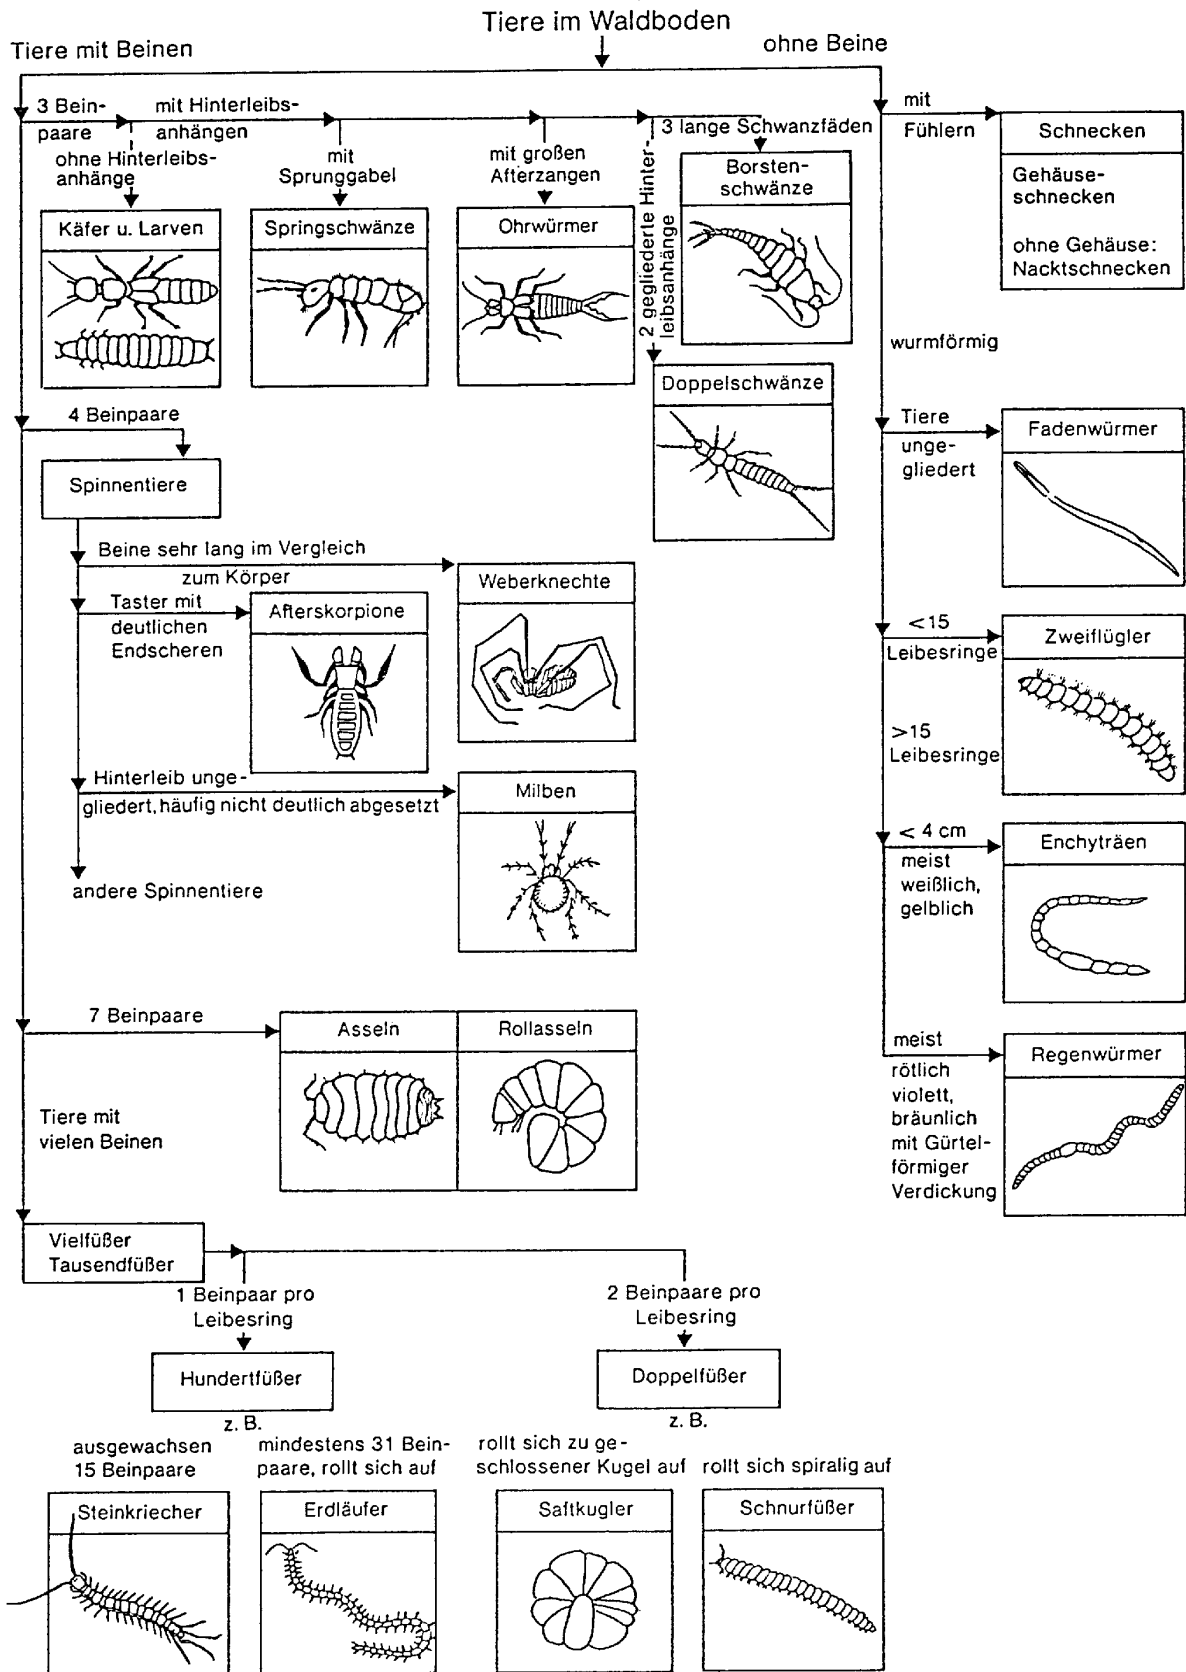 Tiere im Waldboden
Tiere mit Beinen
ohne Beine
3 Bein-
paare
mit Hinterleibs-
anhängen
ohne Hinterleibs-
anhänge
Käfer u. Larven
mit
Sprunggabel
Springschwänze
mit großen
Afterzangen
Ohrwürmer
3 lange Schwanzfäden
Borsten-
schwänze
2 gegliederte Hinter-
leibsanhänge
Doppelschwänze
4 Beinpaare
Spinnentiere
Beine sehr lang im Vergleich
zum Körper
Weberknechte
Taster mit
deutlichen
Endscheren
Afterskorpione
Hinterleib unge-
gliedert, häufig nicht deutlich abgesetzt
Milben
andere Spinnentiere
7 Beinpaare
Asseln
Rollasseln
Tiere mit
vielen Beinen
Vielfüßer
Tausendfüßer
1 Beinpaar pro
Leibesring
Hundertfüßer
z. B.
2 Beinpaare pro
Leibesring
Doppelfüßer
z. B.
ausgewachsen
15 Beinpaare
Steinkriecher
mindestens 31 Bein-
paare, rollt sich auf
Erdläufer
rollt sich zu ge-
schlossener Kugel auf
Saftkugler
rollt sich spiralig auf
Schnurfüßer
mit
Fühlern
Schnecken
Gehäuse-
schnecken
ohne Gehäuse:
Nacktschnecken
wurmförmig
Tiere
unge-
gliedert
Fadenwürmer
<15
Leibesringe
Zweiflügler
>15
Leibesringe
< 4 cm
meist
weißlich,
gelblich
Enchyträen
meist
rötlich
violett,
bräunlich
mit Gürtel-
förmiger
Verdickung
Regenwürmer